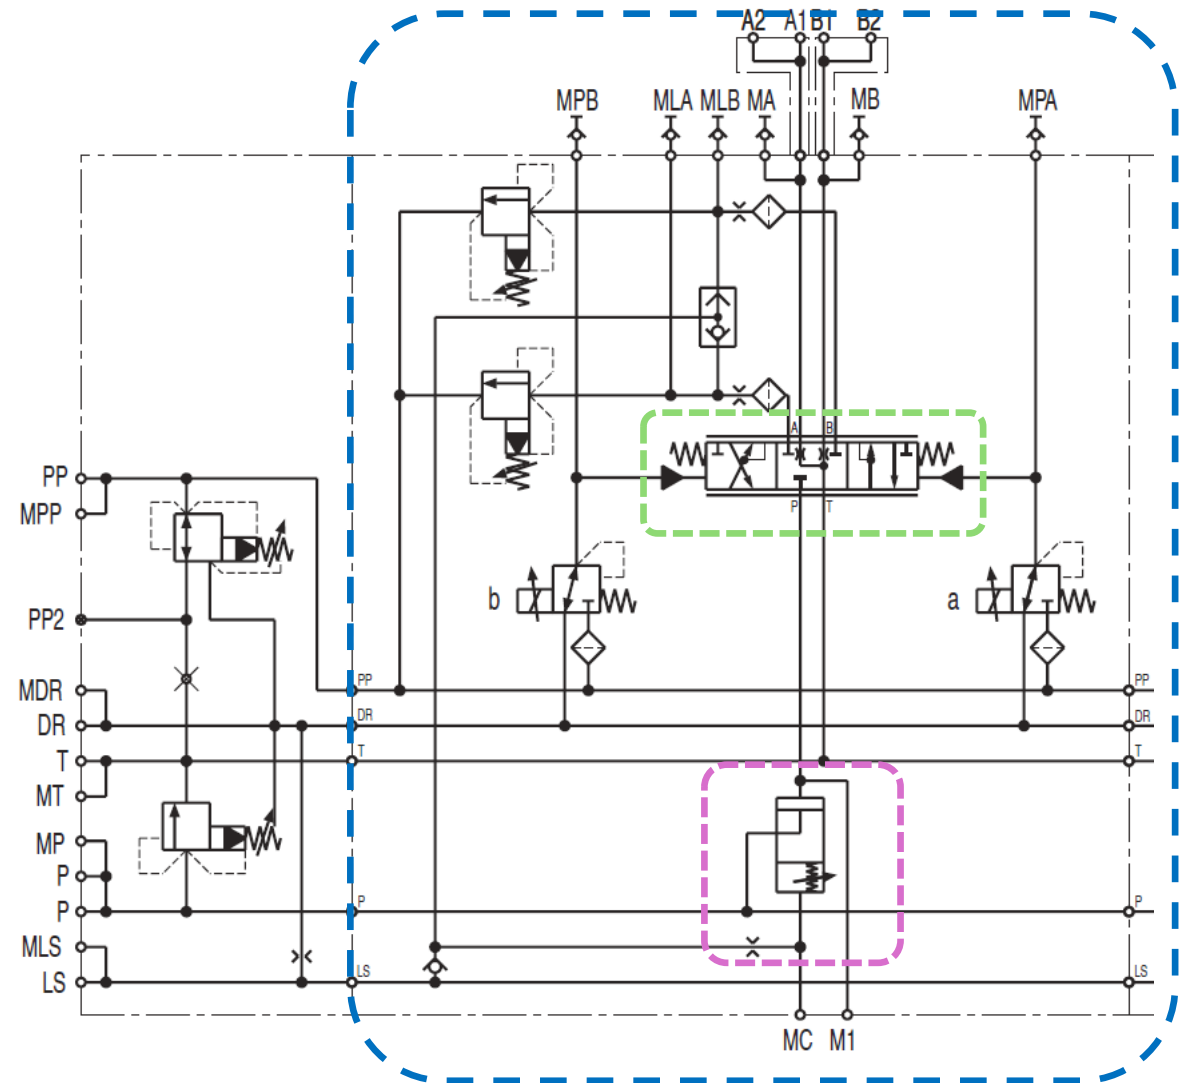 A2 A1 B1 B2
MPB MLA MLB MA MB MPA
A B
PP
MPP
P T
b a
PP2
MDR PP PP
DR DR DR
T T T
MT
MP
P
P P P
MLS
LS LS LS
MC M1